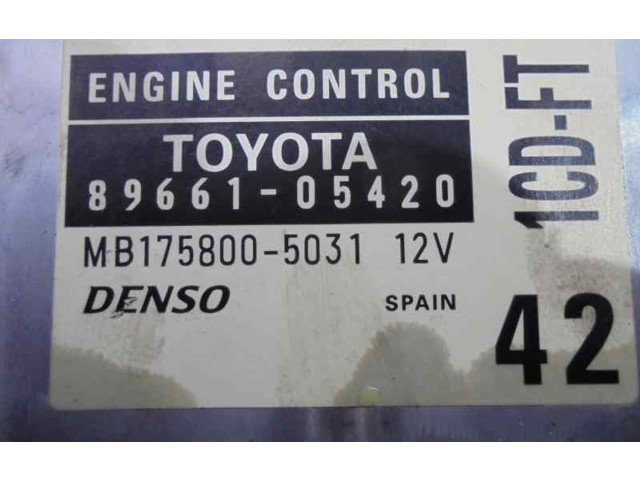 ENGINE CONTROL
TOYOTA
89661-05420
MB175800-5031 12V
DENSO SPAIN
42
1CD-FT